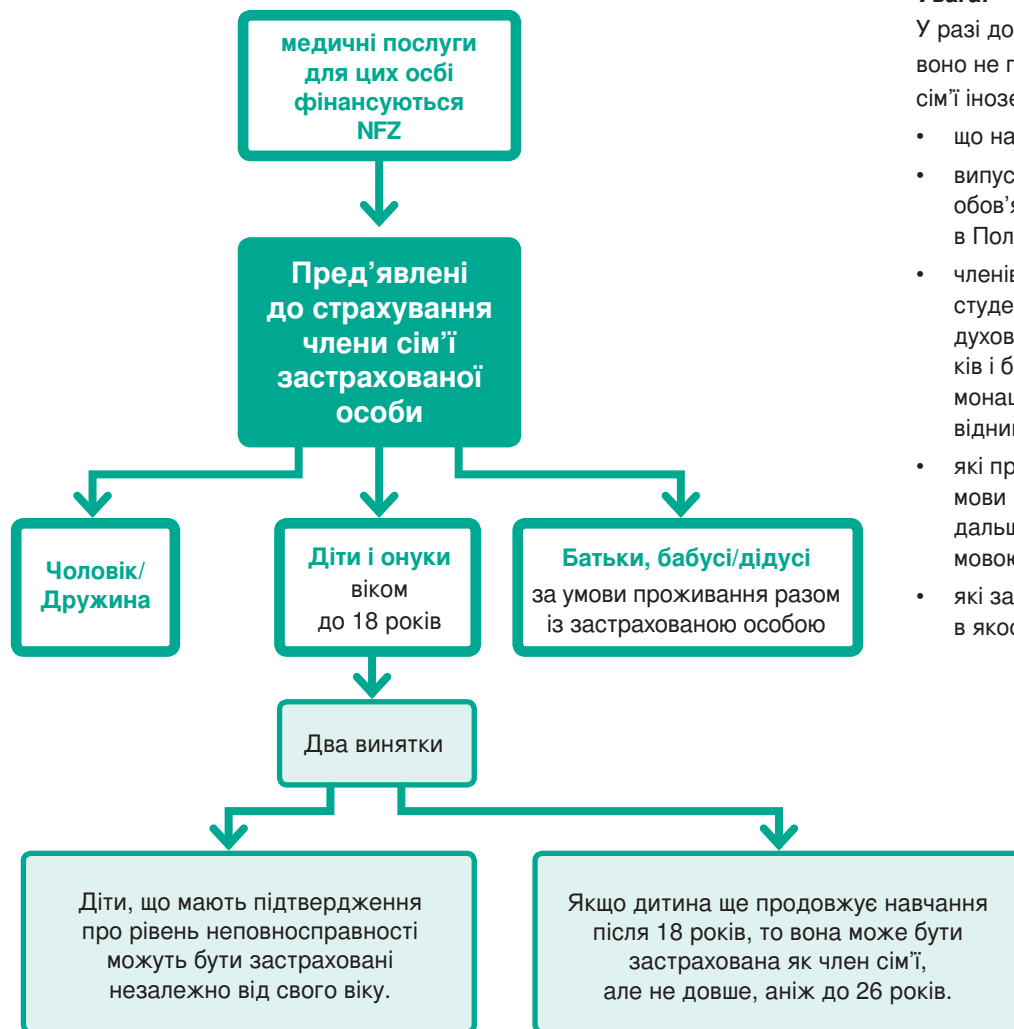 медичні послуги
для цих осбі
фінансуються
NFZ
Пред’явлені
до страхування
члени сім’ї
застрахованої
особи
Чоловік/
Дружина
Діти і онуки
віком
до 18 років
Батьки, бабусі/дідусі
за умови проживання разом
із застрахованою особою
Два винятки
Діти, що мають підтвердження
про рівень неповносправності
можуть бути застраховані
незалежно від свого віку.
Якщо дитина ще продовжує навчання
після 18 років, то вона може бути
застрахована як член сім’ї,
але не довше, аніж до 26 років.
У разі до
воно не п
сім’ї інозе
• що на
• випус
обов’я
в Пол
• членів
студе
духов
ків і б
монац
відни
• які пр
мови
дальш
мовою
• які за
в якос